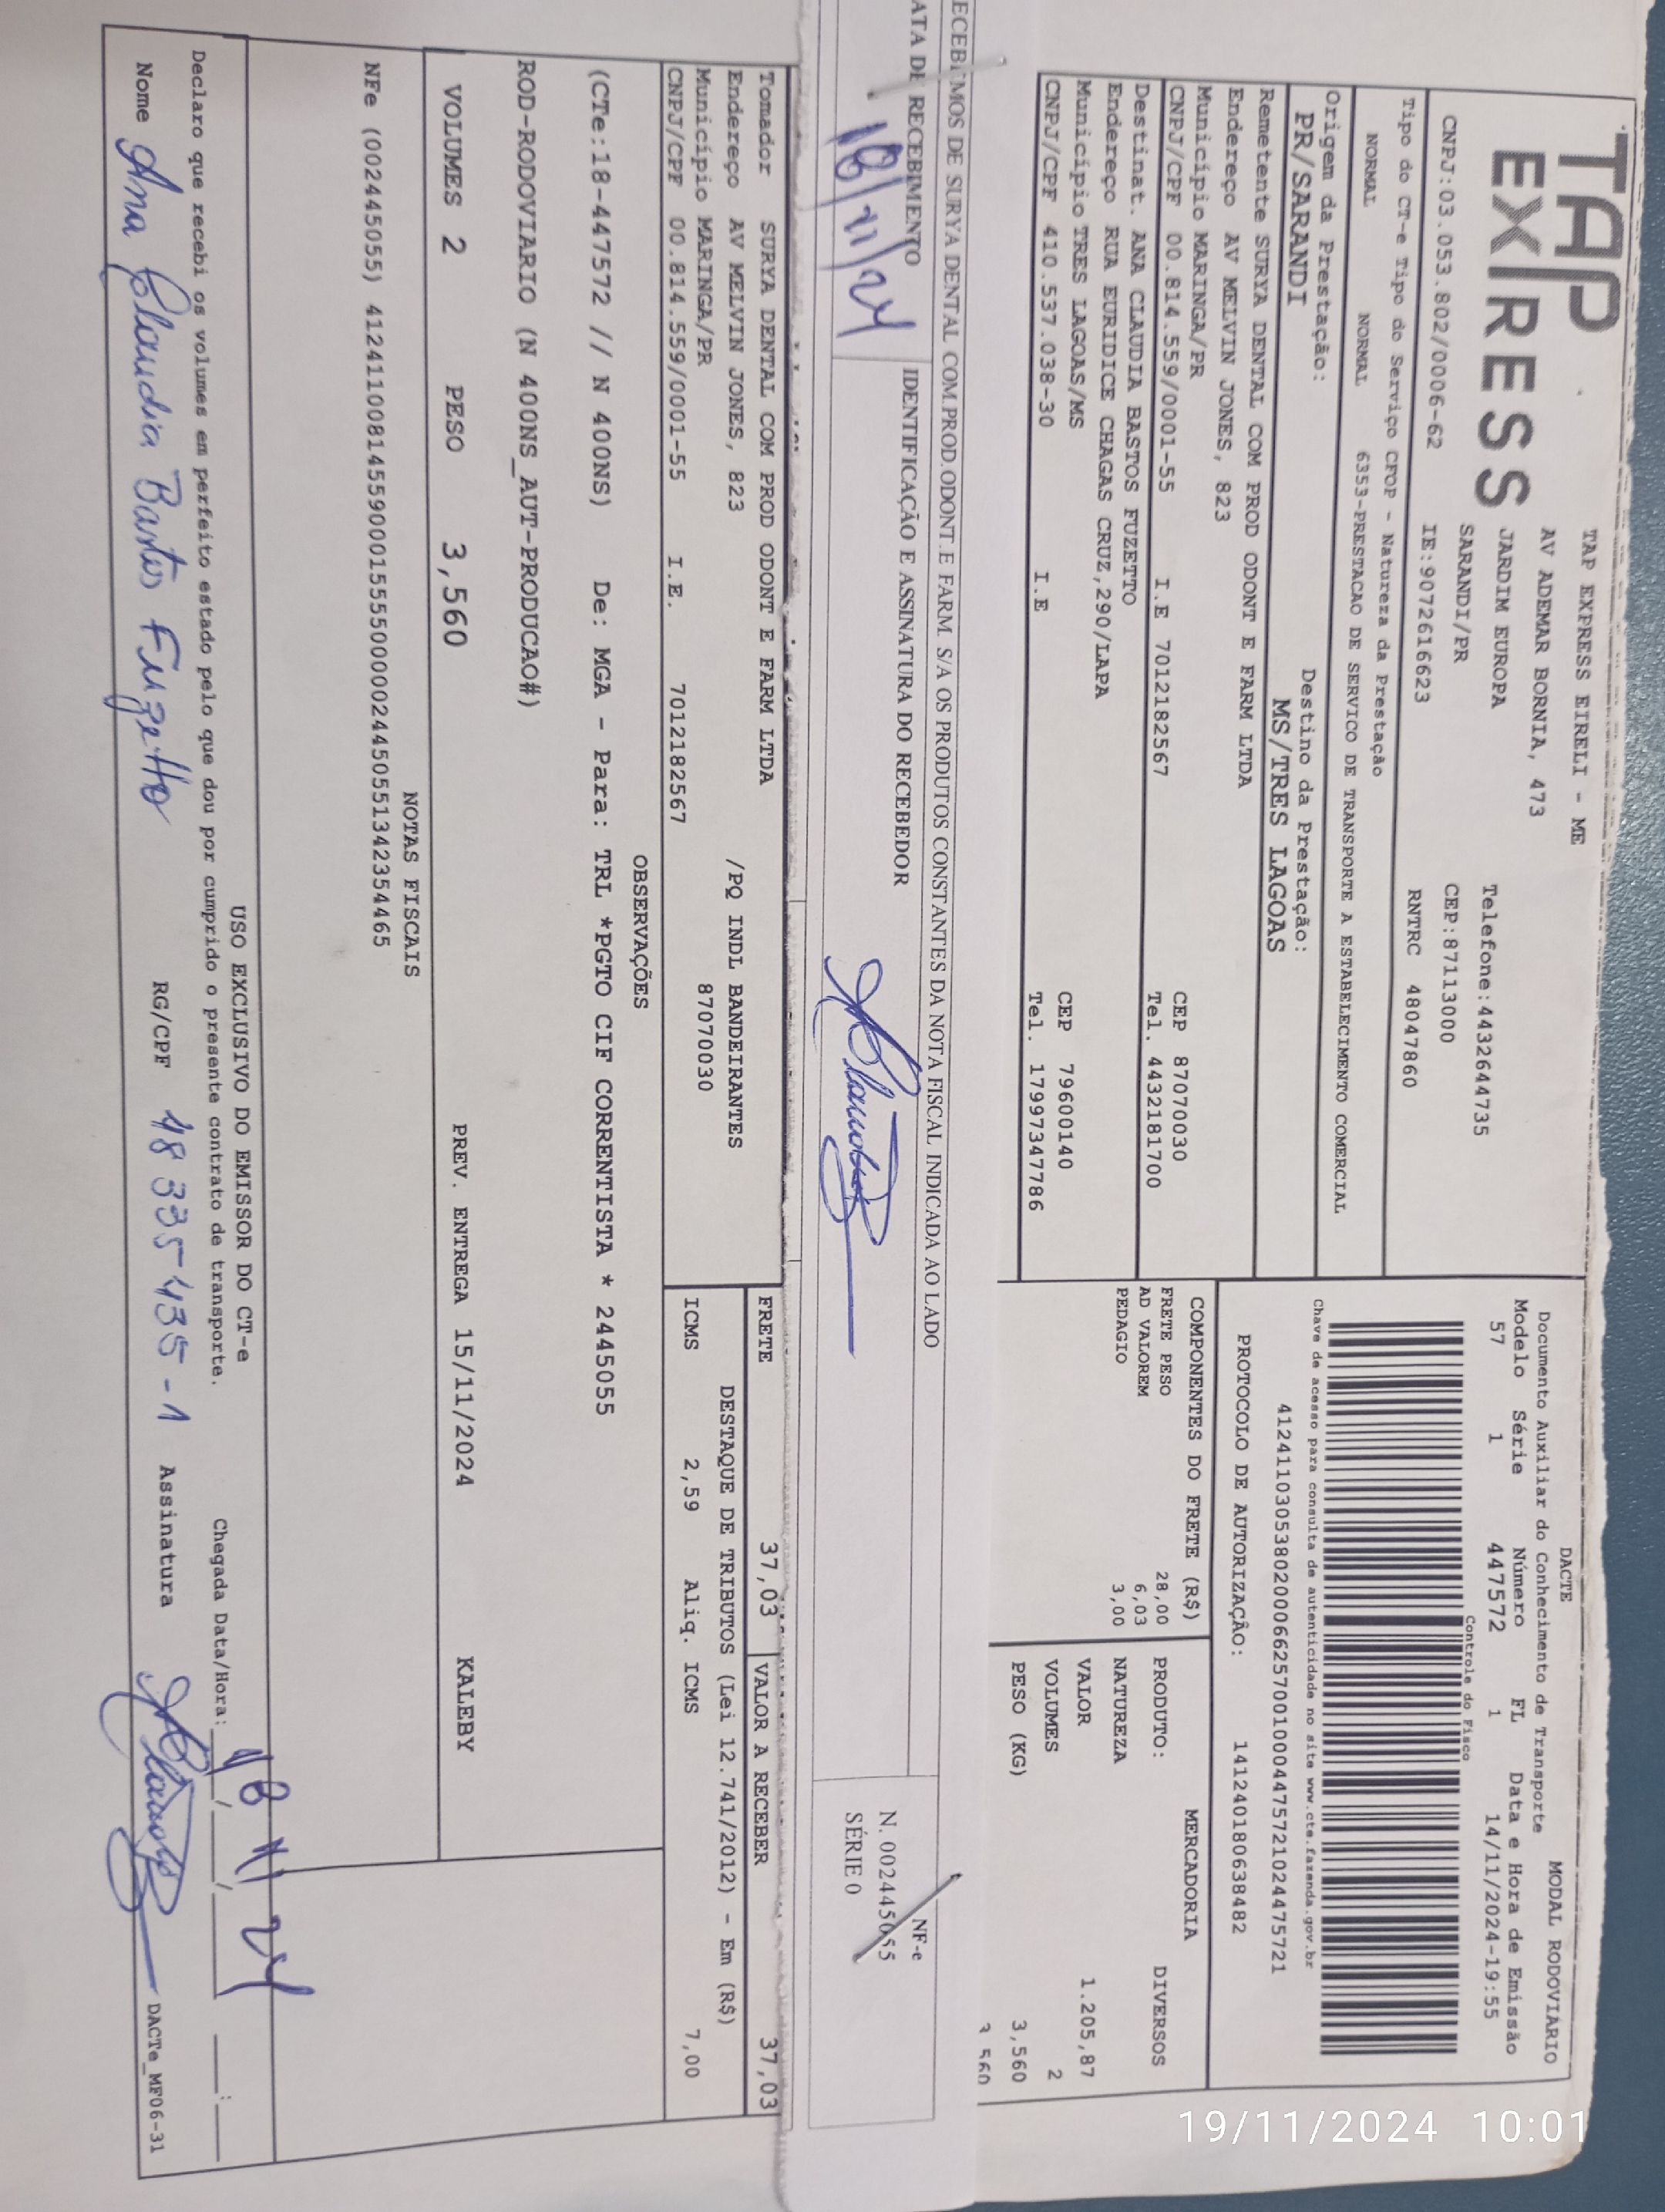 TAP
EXPRESS
TAP EXPRESS EIRELI - ME
AV ADEMAR BORNIA, 473
JARDIM EUROPA
Telefone:4432644735
SARANDI/PR
CEP:87113000
CNPJ:03.053.802/0006-62
IE:9072616623
RNTRC 48047860
Tipo do CT-e Tipo do Serviço CFOP - Natureza da Prestação
NORMAL NORMAL 6353-PRESTACAO DE SERVICO DE TRANSPORTE A ESTABELECIMENTO COMERCIAL
Origem da Prestação:
PR/SARANDI
Destino da Prestação:
MS/TRES LAGOAS
DACTE
Documento Auxiliar do Conhecimento de Transporte
MODAL RODOVIARIO
Modelo Série Número FL Data e Hora de Emissão
57 1 447572 1 14/11/2024-19:55
Controle do Fisco
Chave de acesso para consulta de autenticidade no site www.cte.fazenda.gov.br
41241103053802000662570010004475721024475721
PROTOCOLO DE AUTORIZAÇÃO: 141240180638482
Remetente SURYA DENTAL COM PROD ODONT E FARM LTDA
Endereço AV MELVIN JONES, 823
Município MARINGA/PR
CEP 87070030
CNPJ/CPF 00.814.559/0001-55 I.E 7012182567
Tel. 4432181700
Destinat. ANA CLAUDIA BASTOS FUZETTO
Endereço RUA EURIDICE CHAGAS CRUZ,290/LAPA
Município TRES LAGOAS/MS
CEP 79600140
CNPJ/CPF 410.537.038-30 I.E
Tel. 17997347786
COMPONENTES DO FRETE (R$)
FRETE PESO 28,00
AD VALOREM 6,03
PEDAGIO 3,00
MERCADORIA
PRODUTO: DIVERSOS
NATUREZA
VALOR 1.205,87
VOLUMES 2
PESO (KG) 3,560
ECEBEMOS DE SURYA DENTAL COM.PROD.ODONT.E FARM. S/A OS PRODUTOS CONSTANTES DA NOTA FISCAL INDICADA AO LADO
ATA DE RECEBIMENTO
18/11/24
IDENTIFICAÇÃO E ASSINATURA DO RECEBEDOR
NF-e
N. 002445055
SÉRIE 0
Tomador SURYA DENTAL COM PROD ODONT E FARM LTDA
Endereço AV MELVIN JONES, 823 /PQ INDL BANDEIRANTES
Município MARINGA/PR 87070030
CNPJ/CPF 00.814.559/0001-55 I.E. 7012182567
FRETE 37,03
VALOR A RECEBER 37,03
DESTAQUE DE TRIBUTOS (Lei 12.741/2012) - Em (R$)
ICMS 2,59 Aliq. ICMS 7,00
OBSERVAÇÕES
(CTe:18-447572 // N 400NS) De: MGA - Para: TRL *PGTO CIF CORRENTISTA * 2445055
ROD-RODOVIARIO (N 400NS_AUT-PRODUCAO#)
VOLUMES 2 PESO 3,560 PREV. ENTREGA 15/11/2024 KALEBY
NOTAS FISCAIS
NFe (002445055) 41241100814559000155550000024450551342354465
USO EXCLUSIVO DO EMISSOR DO CT-e
Declaro que recebi os volumes em perfeito estado pelo que dou por cumprido o presente contrato de transporte.
Chegada Data/Hora: 18/11/24
Nome Ana Claudia Bastos Fuzetto RG/CPF 48 335 435-1 Assinatura
DACTe_MF06-31
19/11/2024 10:01